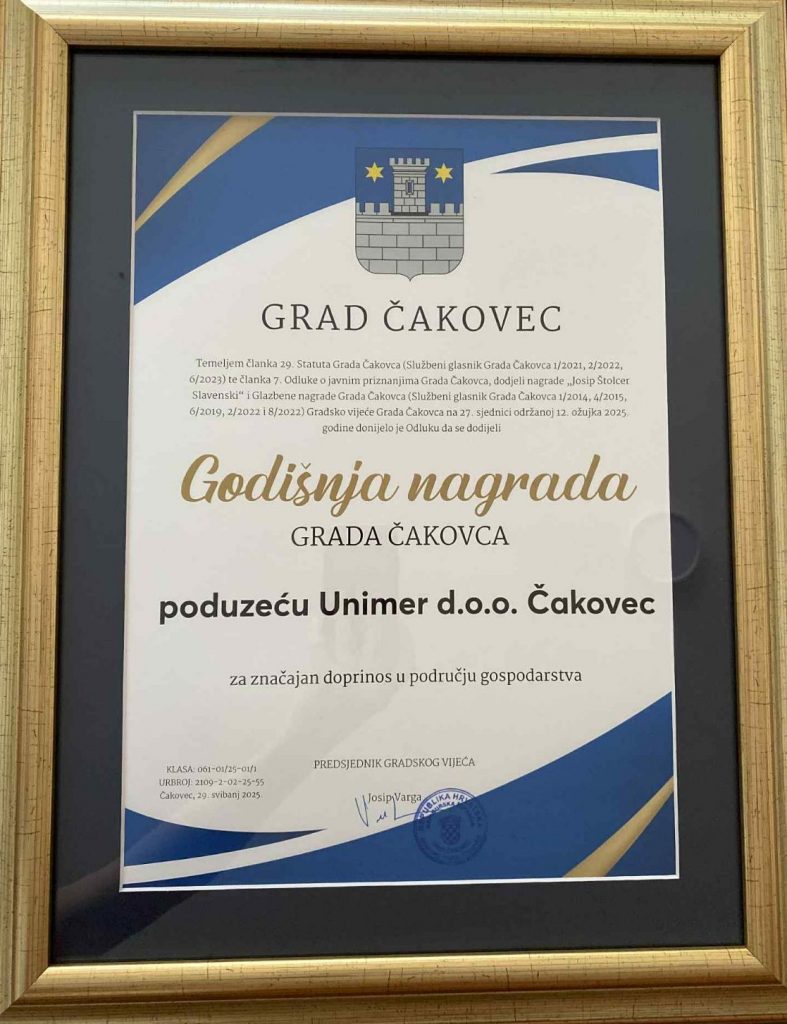 GRAD ČAKOVEC
Temeljem članka 29. Statuta Grada Čakovca (Službeni glasnik Grada Čakovca 1/2021, 2/2022,
6/2023) te članka 7. Odluke o javnim priznanjima Grada Čakovca, dodjeli nagrade „Josip Štolcer
Slavenski“ i Glazbene nagrade Grada Čakovca (Službeni glasnik Grada Čakovca 1/2014, 4/2015,
6/2019, 2/2022 i 8/2022) Gradsko vijeće Grada Čakovca na 27. sjednici održanoj 12. ožujka 2025.
godine donijelo je Odluku da se dodijeli
Godišnja nagrada
GRADA ČAKOVCA
poduzeću Unimer d.o.o. Čakovec
za značajan doprinos u području gospodarstva
KLASA: 061-01/25-01/1
URBROJ: 2109-2-02-25-55
Čakovec, 29. svibanj 2025.
PREDSJEDNIK GRADSKOG VIJEĆA
Josip Varga